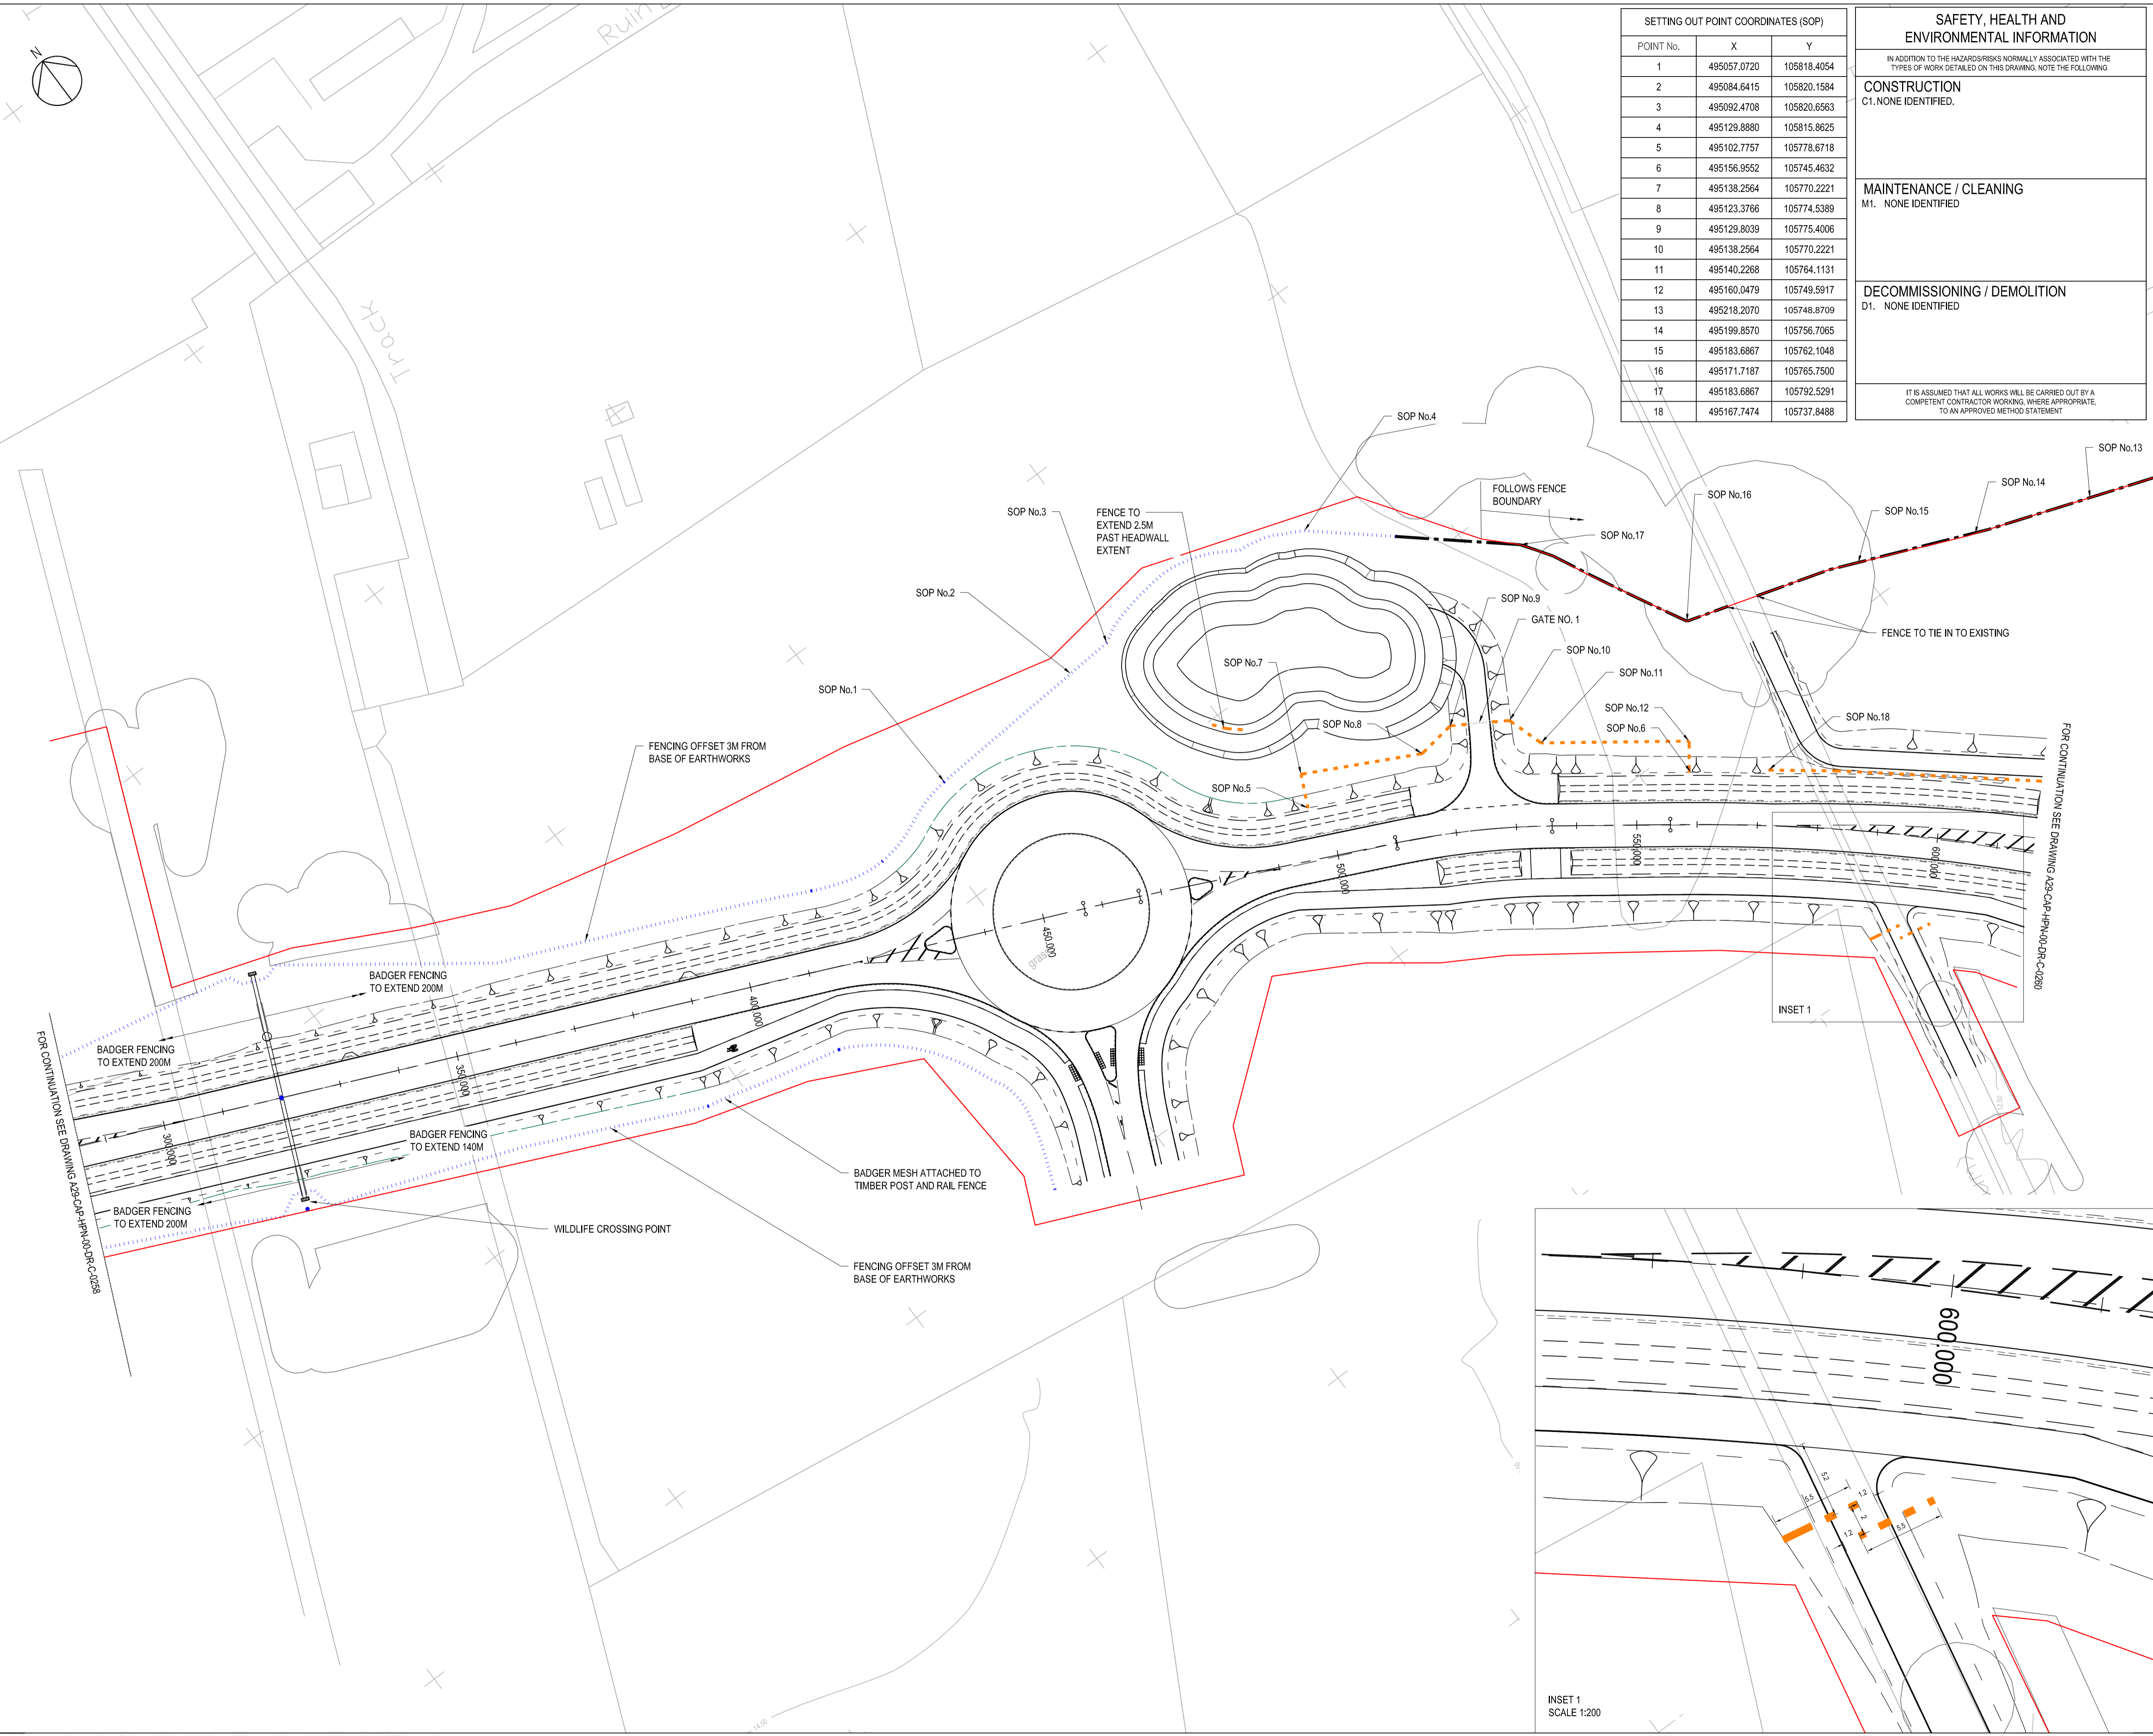 N
Ruin
Track
SETTING OUT POINT COORDINATES (SOP)
POINT No. X Y
1 495057.0720 105818.4054
2 495084.6415 105820.1584
3 495092.4708 105820.6563
4 495129.8880 105815.8625
5 495102.7757 105778.6718
6 495156.9552 105745.4632
7 495138.2564 105770.2221
8 495123.3766 105774.5389
9 495129.8039 105775.4006
10 495138.2564 105770.2221
11 495140.2268 105764.1131
12 495160.0479 105749.5917
13 495218.2070 105748.8709
14 495199.8570 105756.7065
15 495183.6867 105762.1048
16 495171.7187 105765.7500
17 495183.6867 105792.5291
18 495167.7474 105737.8488
SAFETY, HEALTH AND
ENVIRONMENTAL INFORMATION
IN ADDITION TO THE HAZARDS/RISKS NORMALLY ASSOCIATED WITH THE
TYPES OF WORK DETAILED ON THIS DRAWING, NOTE THE FOLLOWING
CONSTRUCTION
C1. NONE IDENTIFIED.
MAINTENANCE / CLEANING
M1. NONE IDENTIFIED
DECOMMISSIONING / DEMOLITION
D1. NONE IDENTIFIED
IT IS ASSUMED THAT ALL WORKS WILL BE CARRIED OUT BY A
COMPETENT CONTRACTOR WORKING, WHERE APPROPRIATE,
TO AN APPROVED METHOD STATEMENT
SOP No.4
SOP No.13
SOP No.14
SOP No.16
SOP No.15
FOLLOWS FENCE
BOUNDARY
SOP No.17
SOP No.3
FENCE TO
EXTEND 2.5M
PAST HEADWALL
EXTENT
SOP No.2
SOP No.9
GATE NO. 1
FENCE TO TIE IN TO EXISTING
SOP No.10
SOP No.7
SOP No.11
SOP No.1
SOP No.12
SOP No.8
SOP No.6
SOP No.18
FENCING OFFSET 3M FROM
BASE OF EARTHWORKS
SOP No.5
FOR CONTINUATION SEE DRAWING A29-CAP-HPN-00-DR-C-0260
550.000
500.000
600.000
450.000
grass
BADGER FENCING
TO EXTEND 200M
400.000
INSET 1
BADGER FENCING
TO EXTEND 200M
350.000
FOR CONTINUATION SEE DRAWING A29-CAP-HPN-00-DR-C-0258
300.000
BADGER FENCING
TO EXTEND 140M
BADGER MESH ATTACHED TO
TIMBER POST AND RAIL FENCE
BADGER FENCING
TO EXTEND 200M
WILDLIFE CROSSING POINT
FENCING OFFSET 3M FROM
BASE OF EARTHWORKS
12.50
600.000
5.2
5.5
1.2
2
1.2
5.5
INSET 1
SCALE 1:200
14.50